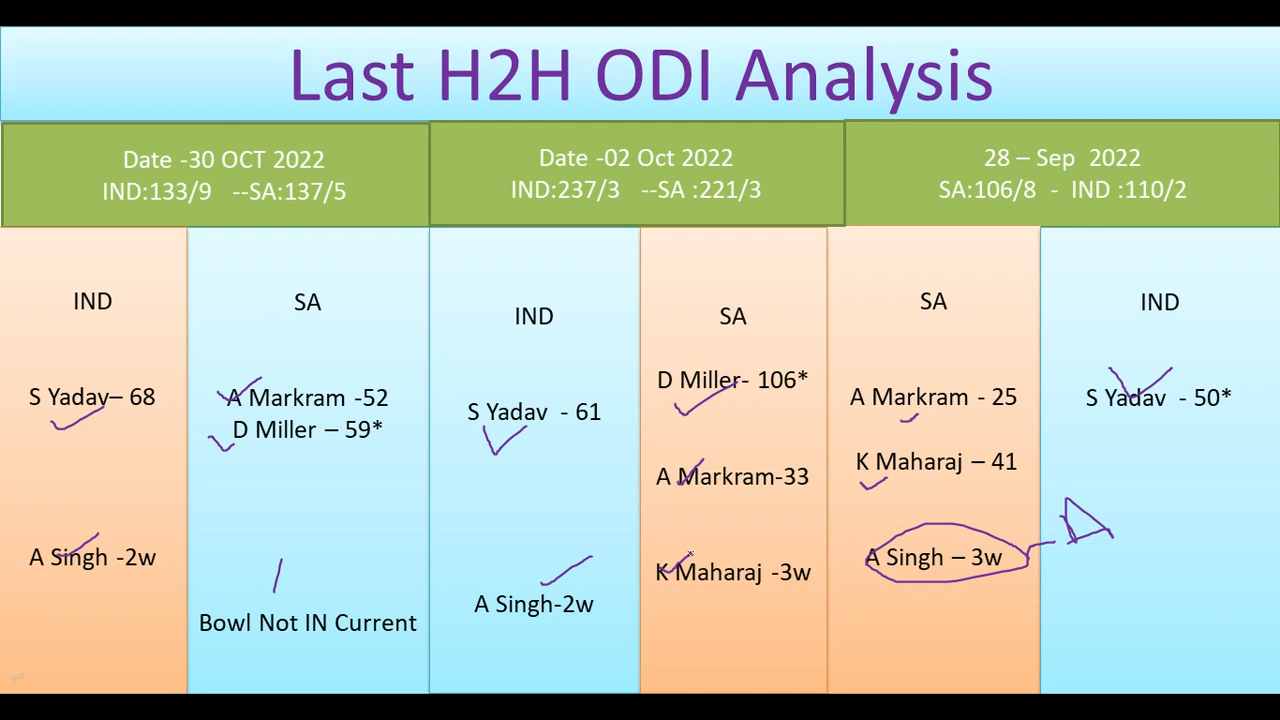 Last H2H ODI Analysis
Date -30 OCT 2022
IND:133/9 --SA:137/5
Date -02 Oct 2022
IND:237/3 --SA :221/3
28 – Sep 2022
SA:106/8 - IND :110/2
IND
S Yadav– 68
A Singh -2w
SA
A Markram -52
D Miller – 59*
Bowl Not IN Current
IND
S Yadav - 61
A Singh-2w
SA
D Miller- 106*
A Markram-33
K Maharaj -3w
SA
A Markram - 25
K Maharaj – 41
A Singh – 3w
IND
S Yadav - 50*